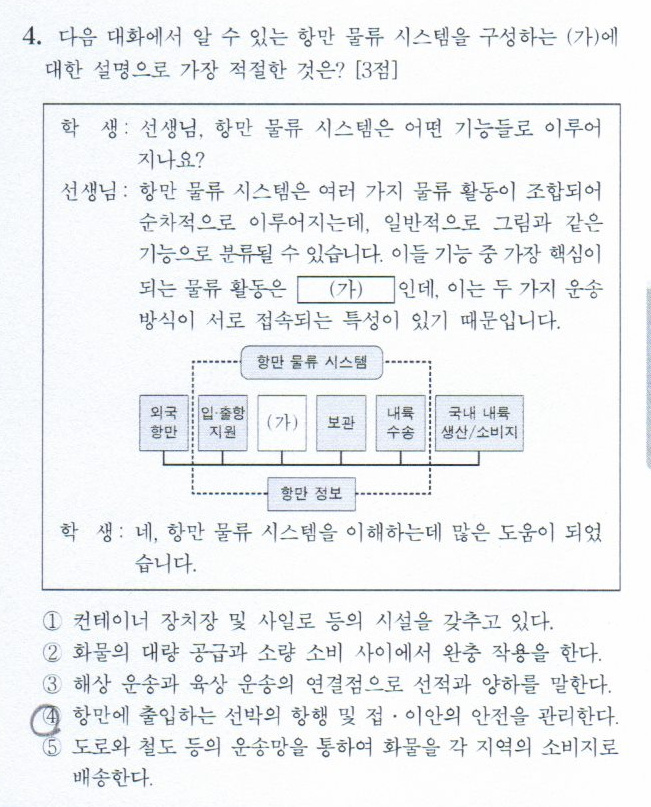 4. 다음 대화에서 알 수 있는 항만 물류 시스템을 구성하는 (가)에
대한 설명으로 가장 적절한 것은? [3점]
학 생 : 선생님, 항만 물류 시스템은 어떤 기능들로 이루어
지나요?
선생님 : 항만 물류 시스템은 여러 가지 물류 활동이 조합되어
순차적으로 이루어지는데, 일반적으로 그림과 같은
기능으로 분류될 수 있습니다. 이들 기능 중 가장 핵심이
되는 물류 활동은 (가) 인데, 이는 두 가지 운송
방식이 서로 접속되는 특성이 있기 때문입니다.
항만 물류 시스템
외국 항만
입·출항 지원
(가)
보관
내륙 수송
국내 내륙 생산/소비지
항만 정보
학 생 : 네, 항만 물류 시스템을 이해하는데 많은 도움이 되었
습니다.
① 컨테이너 장치장 및 사일로 등의 시설을 갖추고 있다.
② 화물의 대량 공급과 소량 소비 사이에서 완충 작용을 한다.
③ 해상 운송과 육상 운송의 연결점으로 선적과 양하를 말한다.
④ 항만에 출입하는 선박의 항행 및 접·이안의 안전을 관리한다.
⑤ 도로와 철도 등의 운송망을 통하여 화물을 각 지역의 소비지로
배송한다.